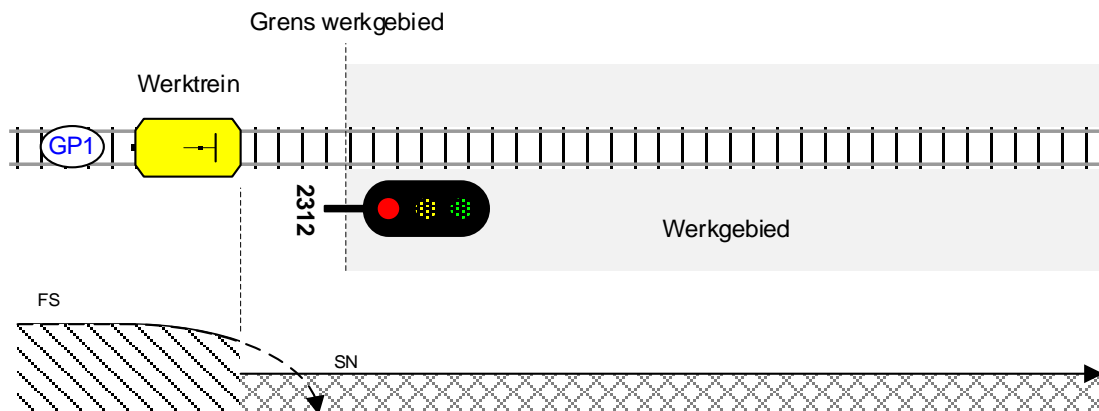 Grens werkgebied
Werktrein
GP1
2312
Werkgebied
FS
SN